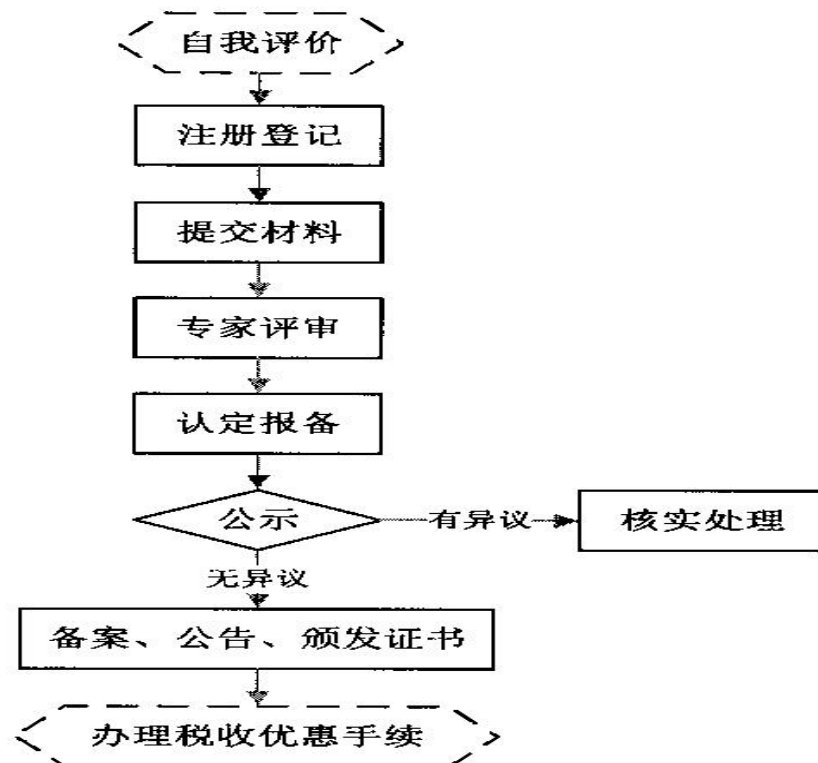 自我评价
注册登记
提交材料
专家评审
认定报备
公示
有异议
核实处理
无异议
备案、公告、颁发证书
办理税收优惠手续